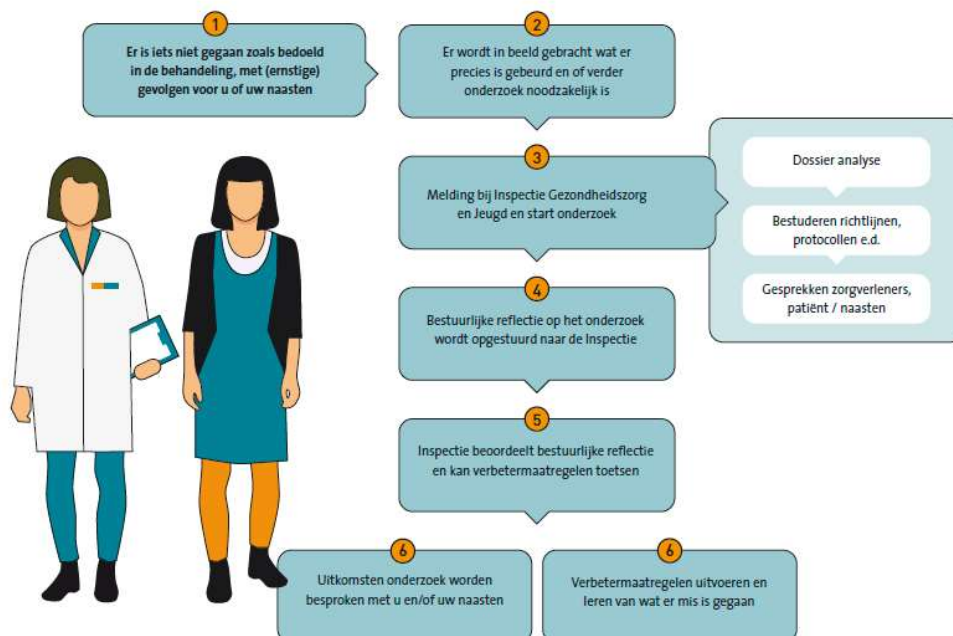 1
Er is iets niet gegaan zoals bedoeld
in de behandeling, met (ernstige)
gevolgen voor u of uw naasten
2
Er wordt in beeld gebracht wat er
precies is gebeurd en of verder
onderzoek noodzakelijk is
3
Melding bij Inspectie Gezondheidszorg
en Jeugd en start onderzoek
Dossier analyse
Bestuderen richtlijnen,
protocollen e.d.
Gesprekken zorgverleners,
patiënt / naasten
4
Bestuurlijke reflectie op het onderzoek
wordt opgestuurd naar de Inspectie
5
Inspectie beoordeelt bestuurlijke reflectie
en kan verbetermaatregelen toetsen
6
Uitkomsten onderzoek worden
besproken met u en/of uw naasten
6
Verbetermaatregelen uitvoeren en
leren van wat er mis is gegaan